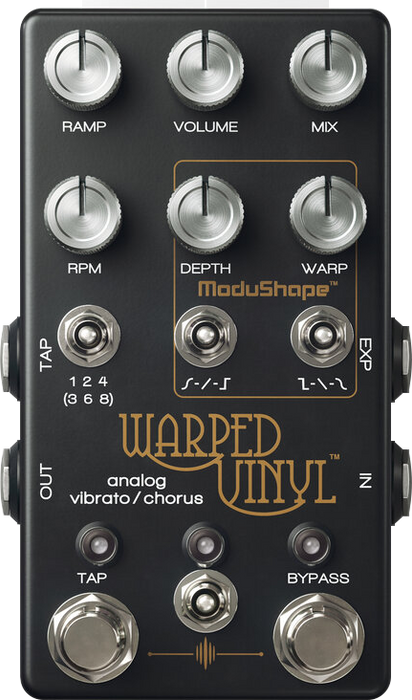 RAMP VOLUME MIX
RPM DEPTH WARP
ModuShape™
TAP
EXP
1 2 4
(3 6 8)
WARPED
VINYL™
analog
vibrato/chorus
OUT
IN
TAP BYPASS